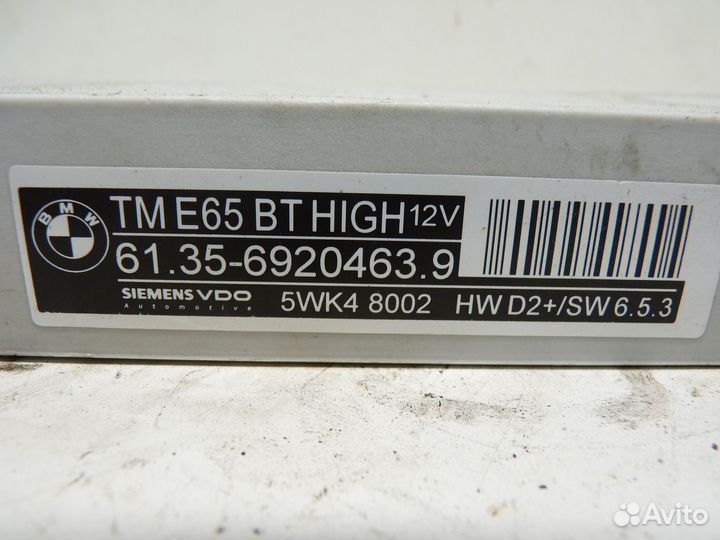 BMW
TM E65 BT HIGH 12V
61.35-6920463.9
SIEMENS VDO
Automotive
5WK4 8002 HW D2+/SW 6.5.3
Avito